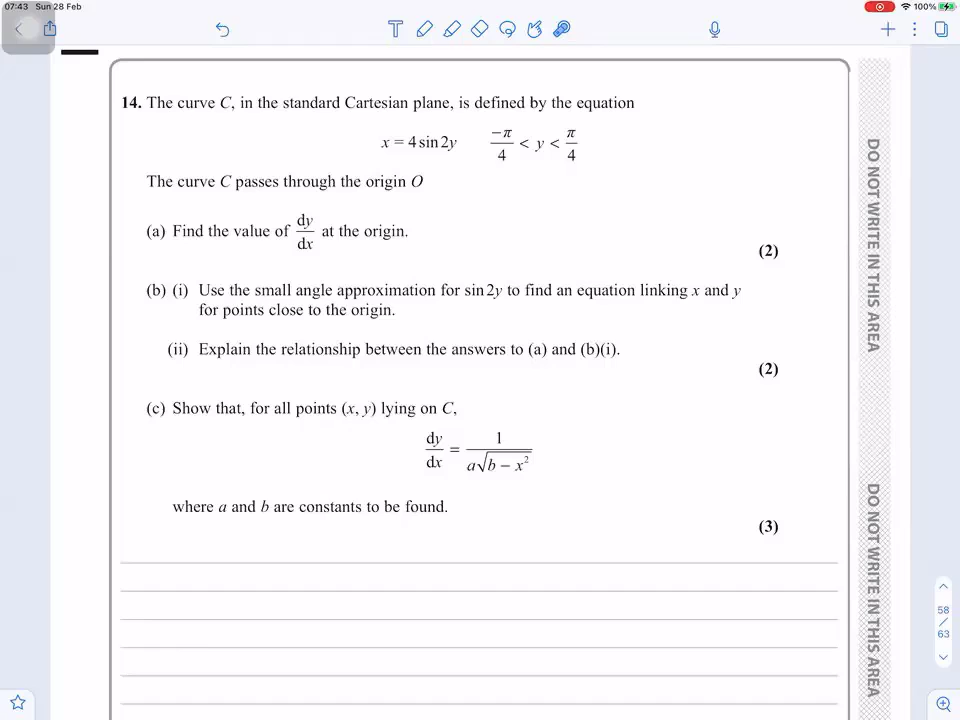 07:43 Sun 28 Feb
100%
14. The curve C, in the standard Cartesian plane, is defined by the equation
x = 4 sin 2y    −π/4 < y < π/4
The curve C passes through the origin O
(a) Find the value of dy/dx at the origin.
(2)
(b) (i) Use the small angle approximation for sin 2y to find an equation linking x and y
for points close to the origin.
(ii) Explain the relationship between the answers to (a) and (b)(i).
(2)
(c) Show that, for all points (x, y) lying on C,
dy/dx = 1/(a√(b − x²))
where a and b are constants to be found.
(3)
DO NOT WRITE IN THIS AREA
DO NOT WRITE IN THIS AREA
58
/
63